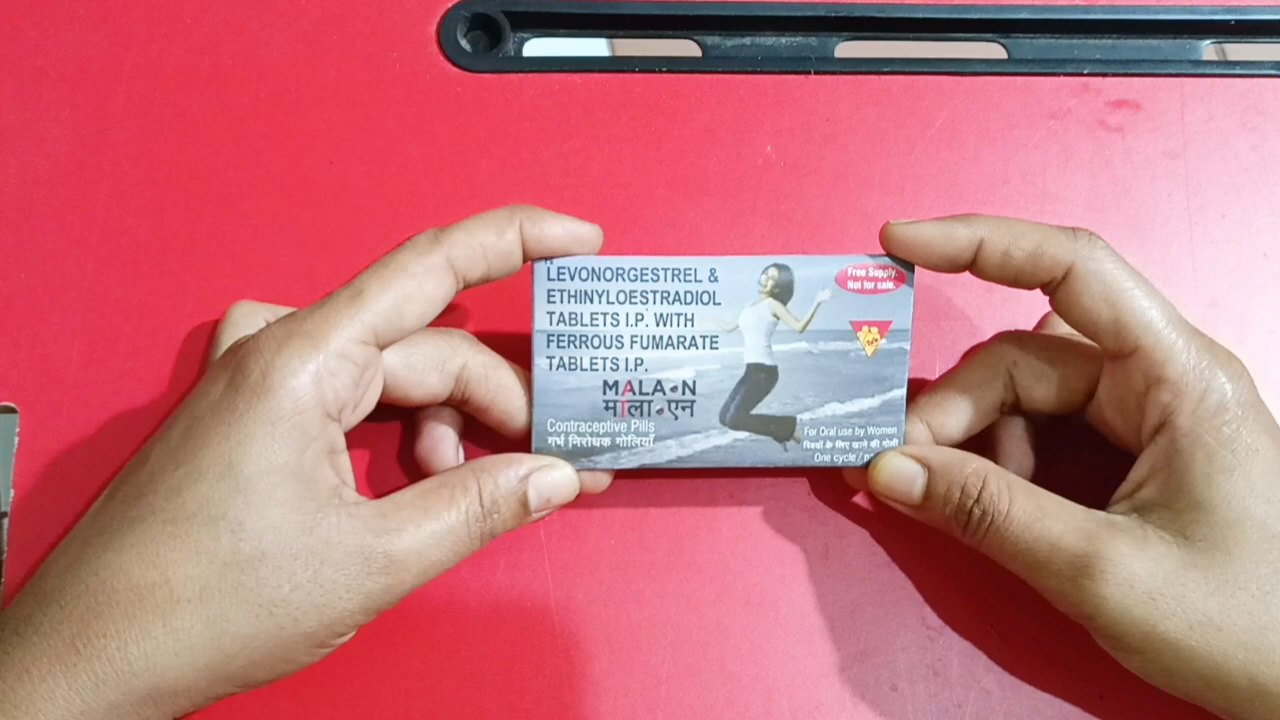 LEVONORGESTREL &
ETHINYLOESTRADIOL
TABLETS I.P. WITH
FERROUS FUMARATE
TABLETS I.P.
MALA•N
माला•एन
Contraceptive Pills
गर्भ निरोधक गोलियाँ
Free Supply.
Not for sale.
For Oral use by Women
स्त्रियों के लिए खाने की गोली
One cycle /